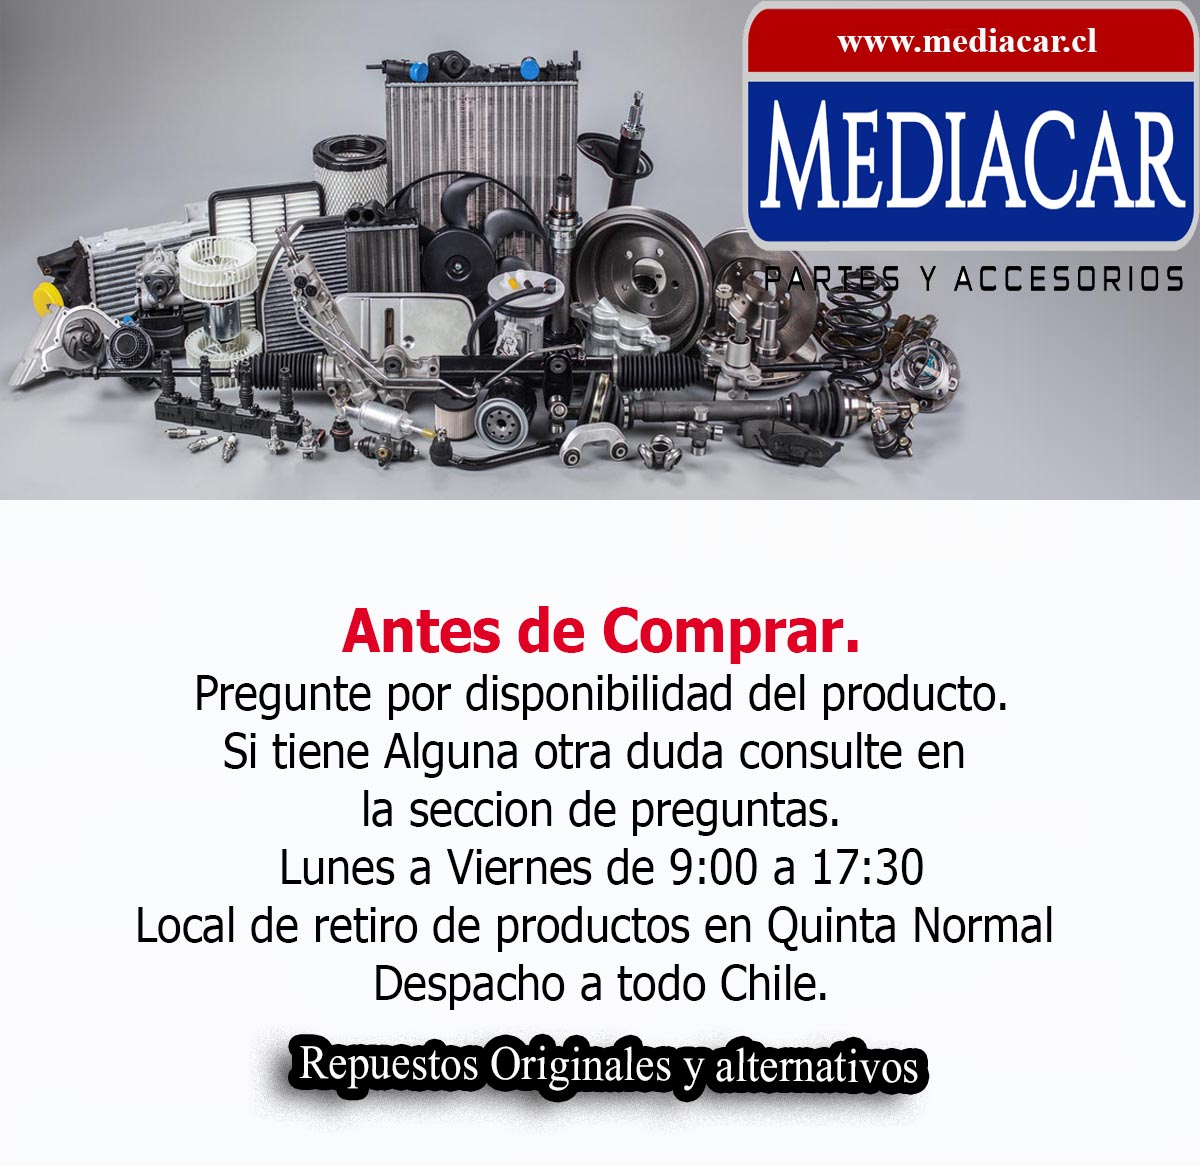 www.mediacar.cl
MEDIACAR
PARTES Y ACCESORIOS
Antes de Comprar.
Pregunte por disponibilidad del producto.
Si tiene Alguna otra duda consulte en
la seccion de preguntas.
Lunes a Viernes de 9:00 a 17:30
Local de retiro de productos en Quinta Normal
Despacho a todo Chile.
Repuestos Originales y alternativos